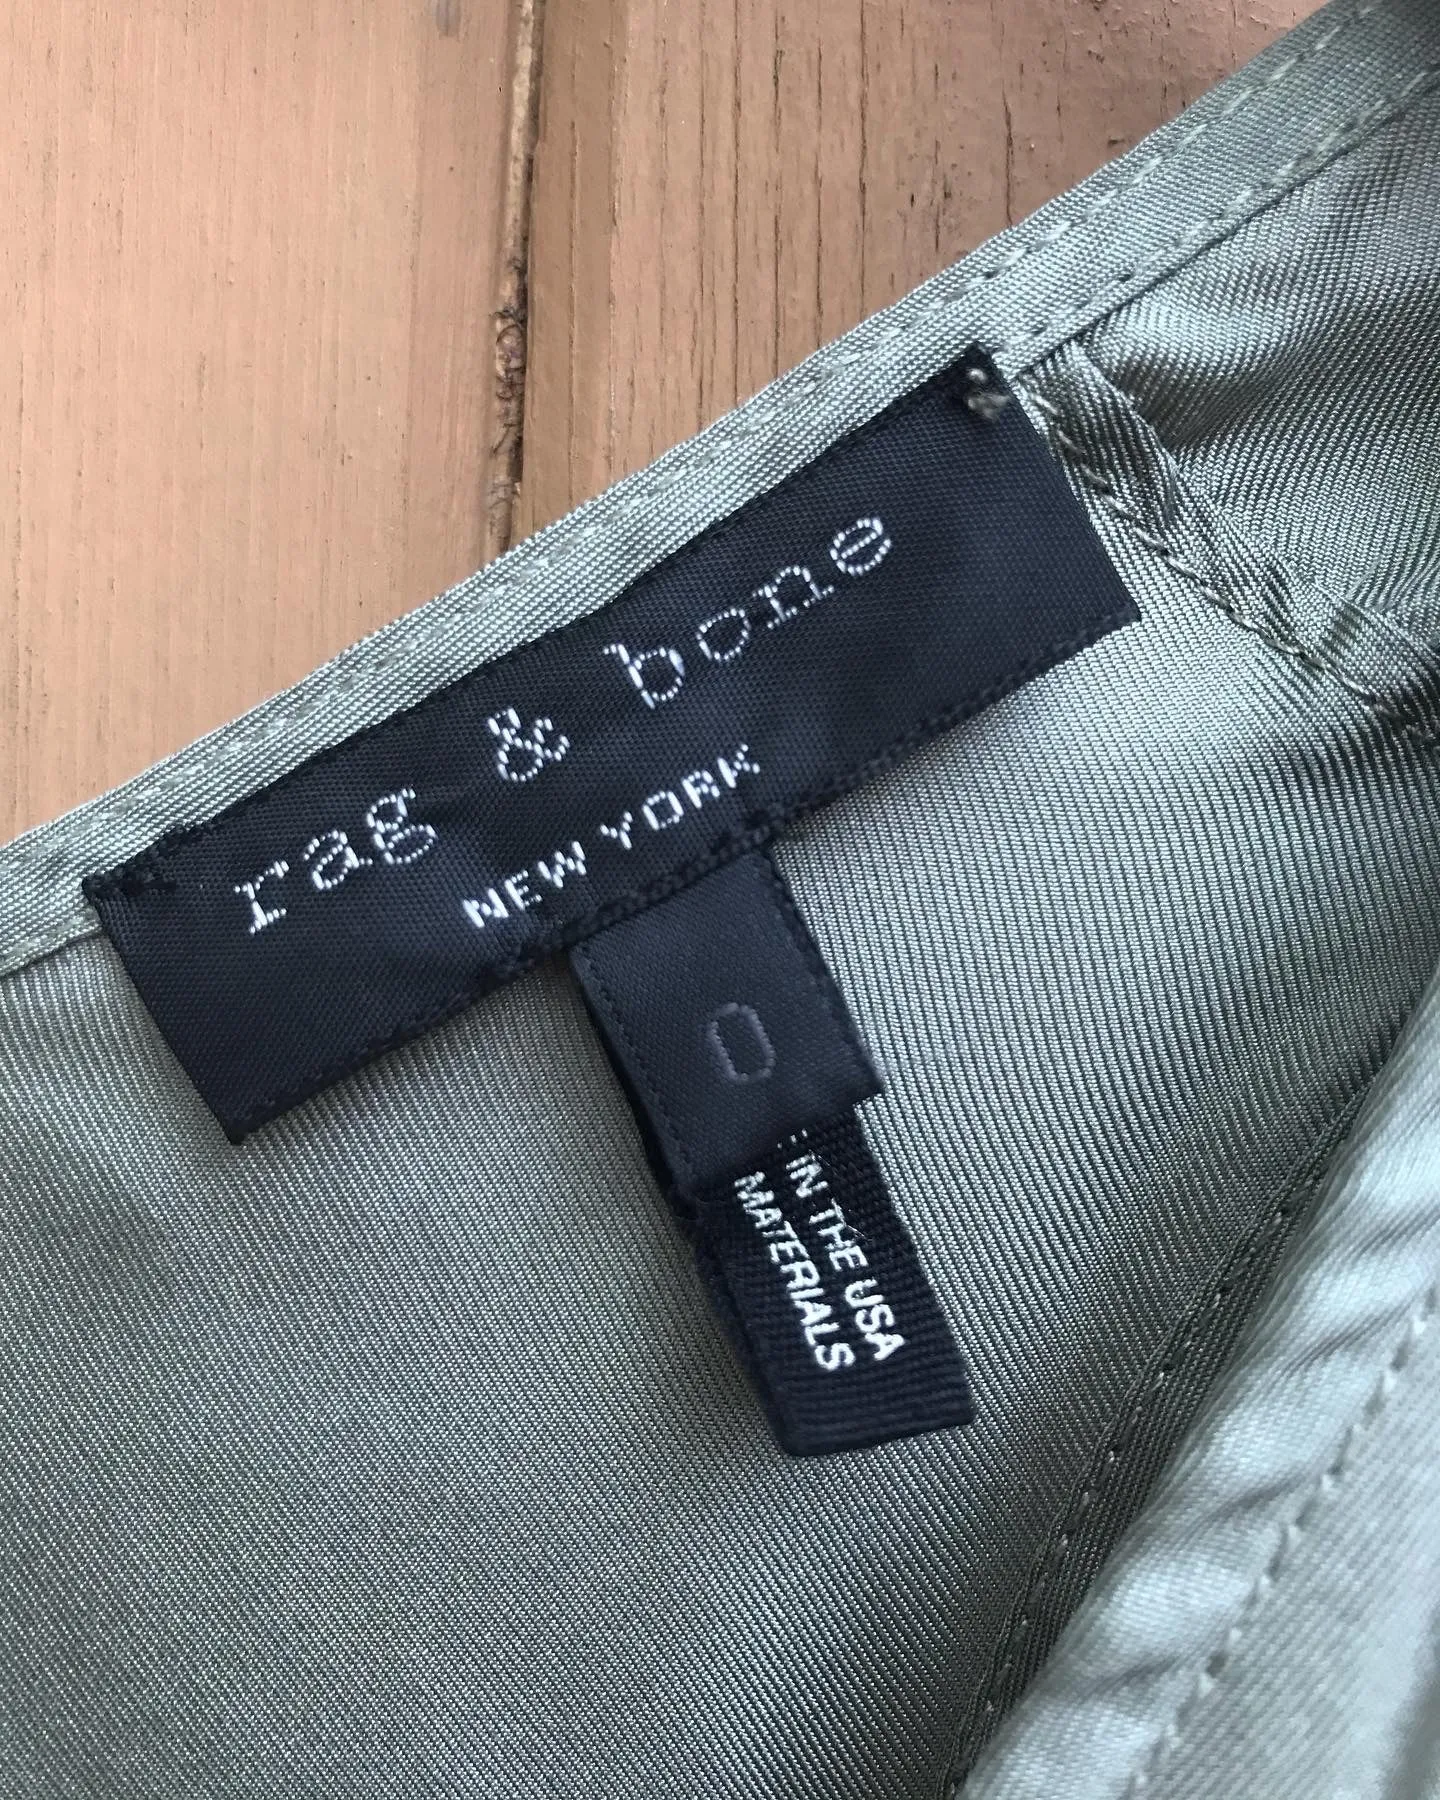 rag & bone
NEW YORK
0
IN THE USA
MATERIALS